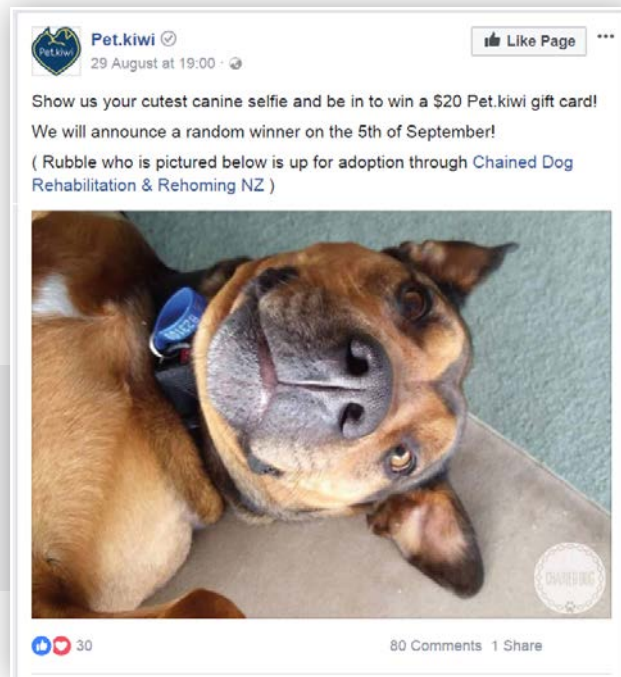 Pet.kiwi
Pet.kiwi
Like Page
29 August at 19:00
Show us your cutest canine selfie and be in to win a $20 Pet.kiwi gift card!
We will announce a random winner on the 5th of September!
( Rubble who is pictured below is up for adoption through Chained Dog
Rehabilitation & Rehoming NZ )
CHAINED DOG
30
80 Comments 1 Share